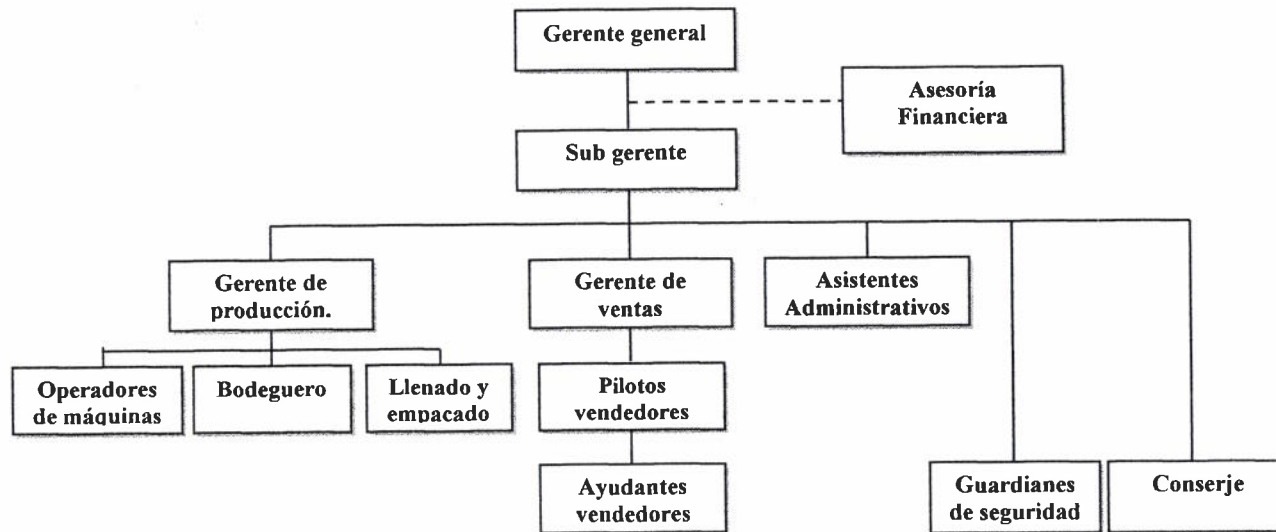 Gerente general
Asesoría
Financiera
Sub gerente
Gerente de
producción.
Gerente de
ventas
Asistentes
Administrativos
Operadores
de máquinas
Bodeguero
Llenado y
empacado
Pilotos
vendedores
Ayudantes
vendedores
Guardianes
de seguridad
Conserje